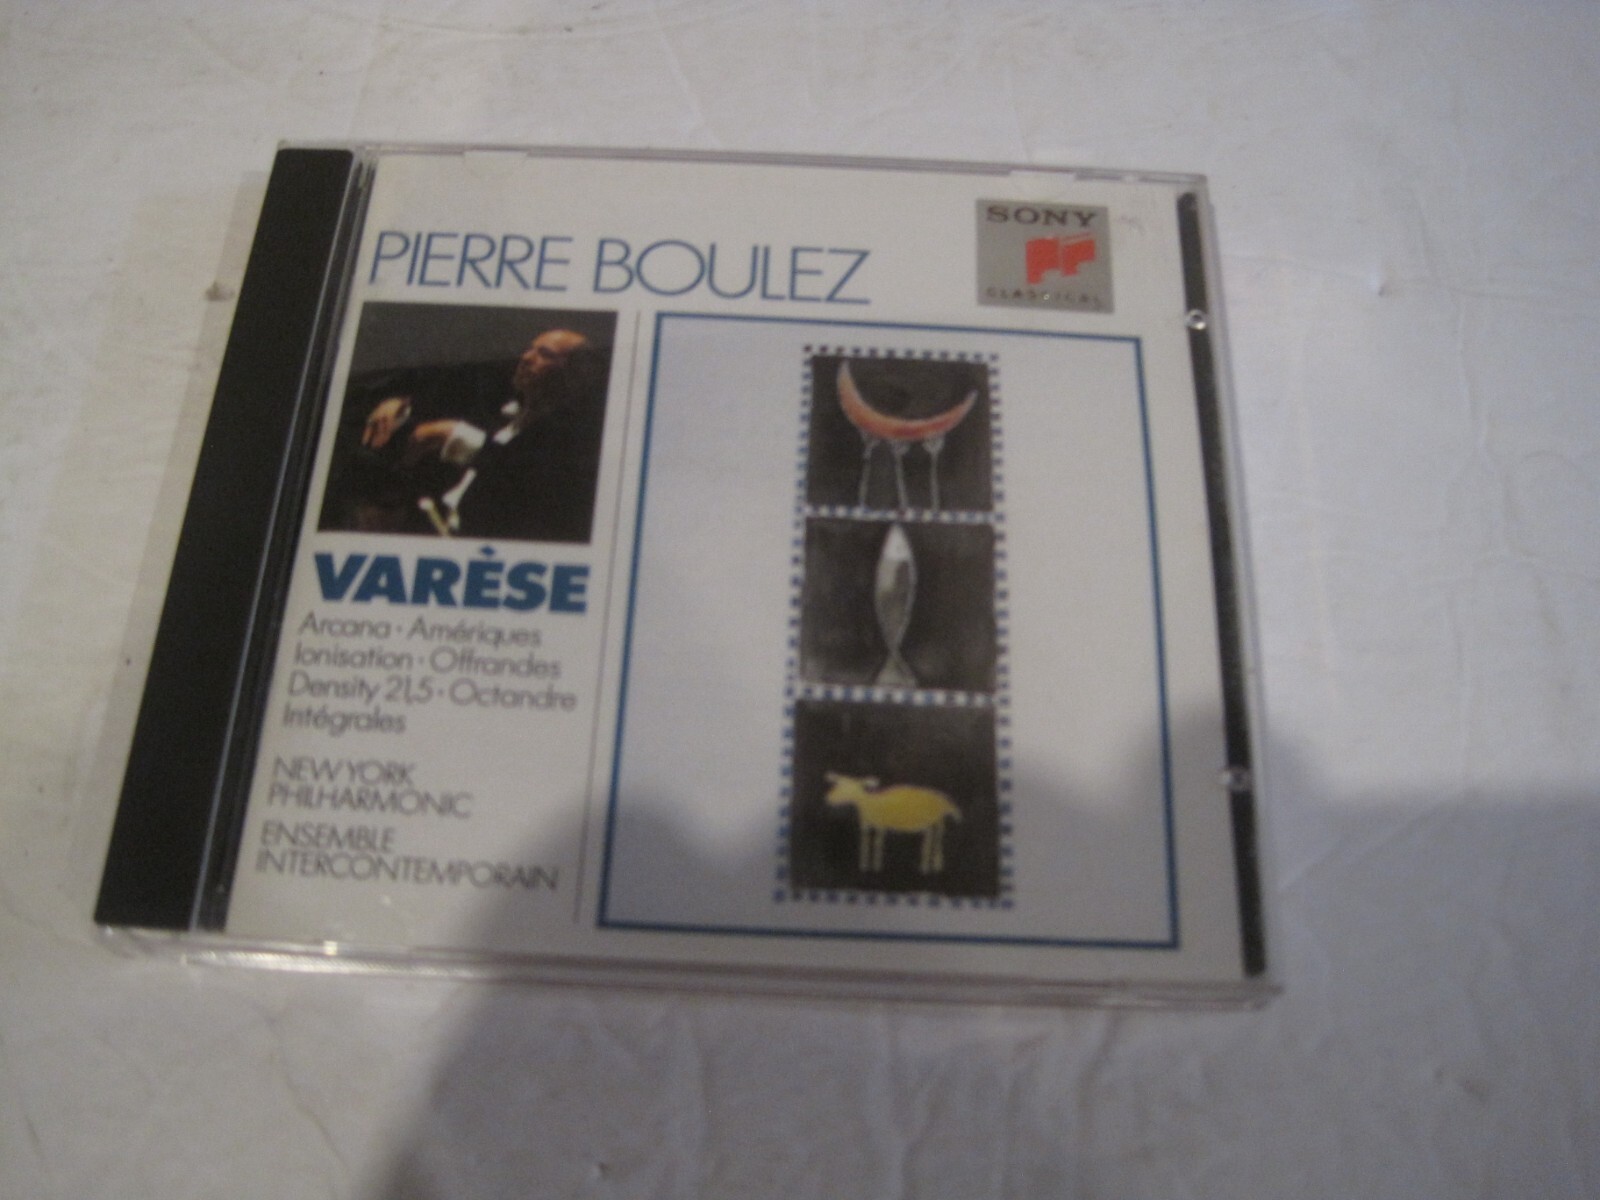 PIERRE BOULEZ
SONY
CLASSICAL
VARÈSE
Arcana · Amériques
Ionisation · Offrandes
Density 21,5 · Octandre
Intégrales
NEW YORK
PHILHARMONIC
ENSEMBLE
INTERCONTEMPORAIN